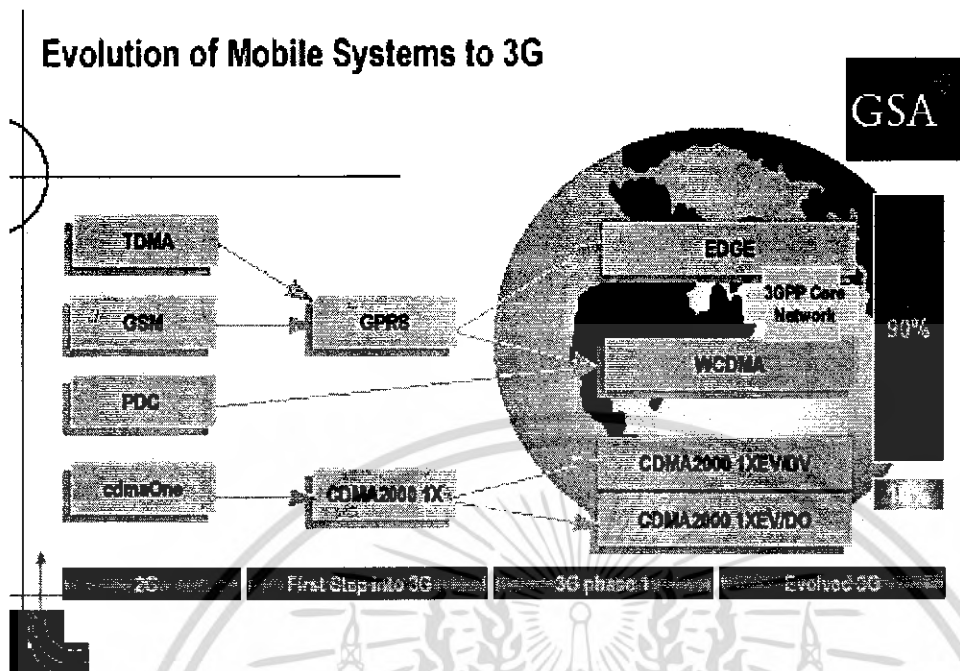 Evolution of Mobile Systems to 3G
GSA
TDMA
EDGE
GSM
GPRS
3GPP Core
Network
90%
WCDMA
PDC
CDMA2000 1XEV/DV
cdmaOne
CDMA2000 1X
10%
CDMA2000 1XEV/DO
2G
First Step into 3G
3G phase 1
Evolved 3G